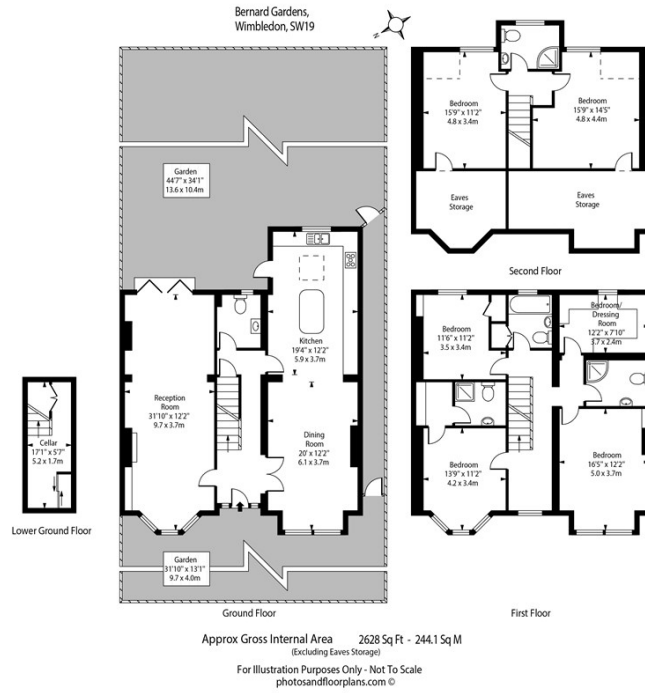 Bernard Gardens,
Wimbledon, SW19
N
Garden
44'7" x 34'1"
13.6 x 10.4m
Kitchen
19'4" x 12'2"
5.9 x 3.7m
Reception
Room
31'10" x 12'2"
9.7 x 3.7m
Dining
Room
20' x 12'2"
6.1 x 3.7m
Garden
31'10" x 13'1"
9.7 x 4.0m
Ground Floor
Cellar
17'1" x 5'7"
5.2 x 1.7m
Lower Ground Floor
Bedroom
15'9" x 11'2"
4.8 x 3.4m
Bedroom
15'9" x 14'5"
4.8 x 4.4m
Eaves
Storage
Eaves
Storage
Second Floor
Bedroom
11'6" x 11'2"
3.5 x 3.4m
Bedroom/
Dressing
Room
12'2" x 7'10"
3.7 x 2.4m
Bedroom
13'9" x 11'2"
4.2 x 3.4m
Bedroom
16'5" x 12'2"
5.0 x 3.7m
First Floor
Approx Gross Internal Area 2628 Sq Ft - 244.1 Sq M
(Excluding Eaves Storage)
For Illustration Purposes Only - Not To Scale
photosandfloorplans.com ©